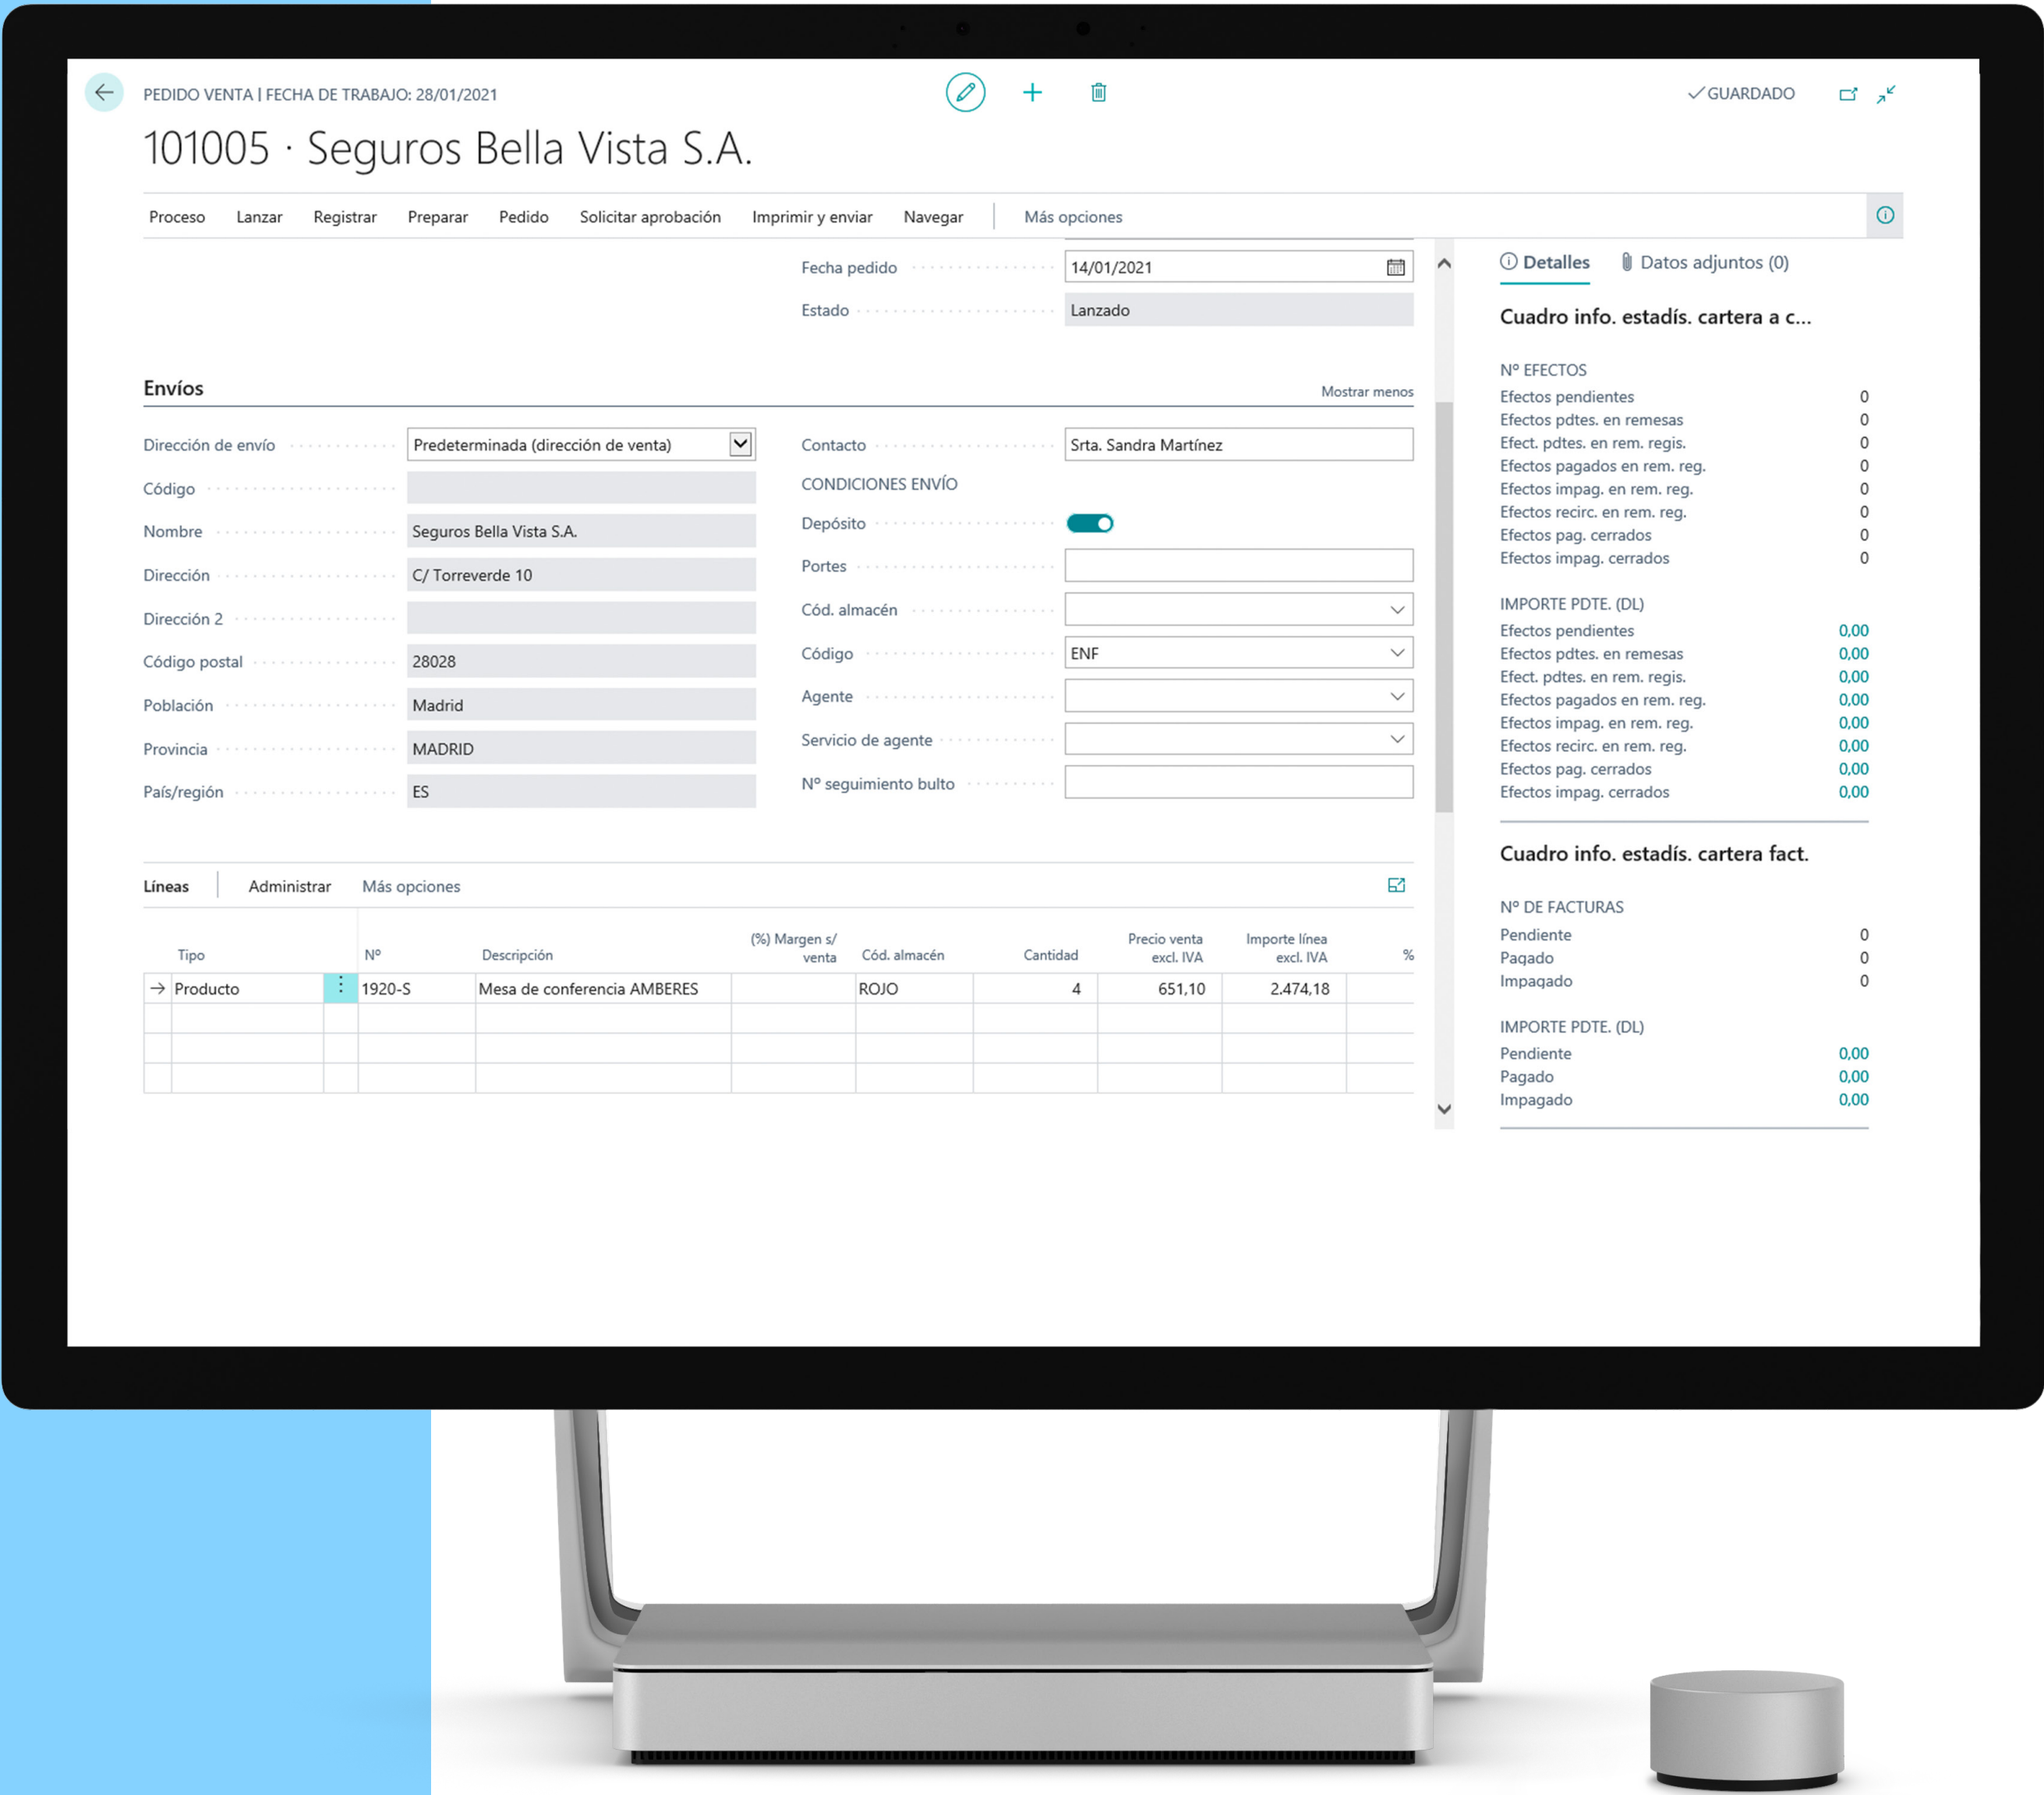 PEDIDO VENTA | FECHA DE TRABAJO: 28/01/2021
GUARDADO
101005 · Seguros Bella Vista S.A.
Proceso Lanzar Registrar Preparar Pedido Solicitar aprobación Imprimir y enviar Navegar Más opciones
Fecha pedido 14/01/2021
Estado Lanzado
Envíos Mostrar menos
Dirección de envío Predeterminada (dirección de venta)
Código
Nombre Seguros Bella Vista S.A.
Dirección C/ Torreverde 10
Dirección 2
Código postal 28028
Población Madrid
Provincia MADRID
País/región ES
Contacto Srta. Sandra Martínez
CONDICIONES ENVÍO
Depósito
Portes
Cód. almacén
Código ENF
Agente
Servicio de agente
Nº seguimiento bulto
Líneas Administrar Más opciones
Tipo Nº Descripción (%) Margen s/ venta Cód. almacén Cantidad Precio venta excl. IVA Importe línea excl. IVA %
Producto 1920-S Mesa de conferencia AMBERES ROJO 4 651,10 2.474,18
Detalles Datos adjuntos (0)
Cuadro info. estadís. cartera a c...
Nº EFECTOS
Efectos pendientes 0
Efectos pdtes. en remesas 0
Efect. pdtes. en rem. regis. 0
Efectos pagados en rem. reg. 0
Efectos impag. en rem. reg. 0
Efectos recirc. en rem. reg. 0
Efectos pag. cerrados 0
Efectos impag. cerrados 0
IMPORTE PDTE. (DL)
Efectos pendientes 0,00
Efectos pdtes. en remesas 0,00
Efect. pdtes. en rem. regis. 0,00
Efectos pagados en rem. reg. 0,00
Efectos impag. en rem. reg. 0,00
Efectos recirc. en rem. reg. 0,00
Efectos pag. cerrados 0,00
Efectos impag. cerrados 0,00
Cuadro info. estadís. cartera fact.
Nº DE FACTURAS
Pendiente 0
Pagado 0
Impagado 0
IMPORTE PDTE. (DL)
Pendiente 0,00
Pagado 0,00
Impagado 0,00